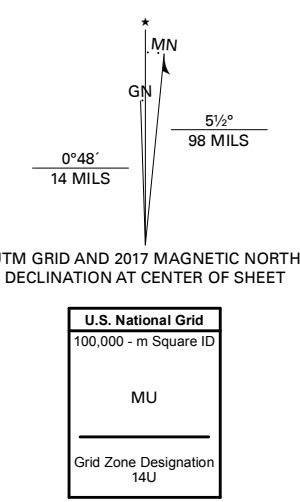 ★
MN
GN
5½°
98 MILS
0°48´
14 MILS
UTM GRID AND 2017 MAGNETIC NORTH
DECLINATION AT CENTER OF SHEET
U.S. National Grid
100,000 - m Square ID
MU
Grid Zone Designation
14U